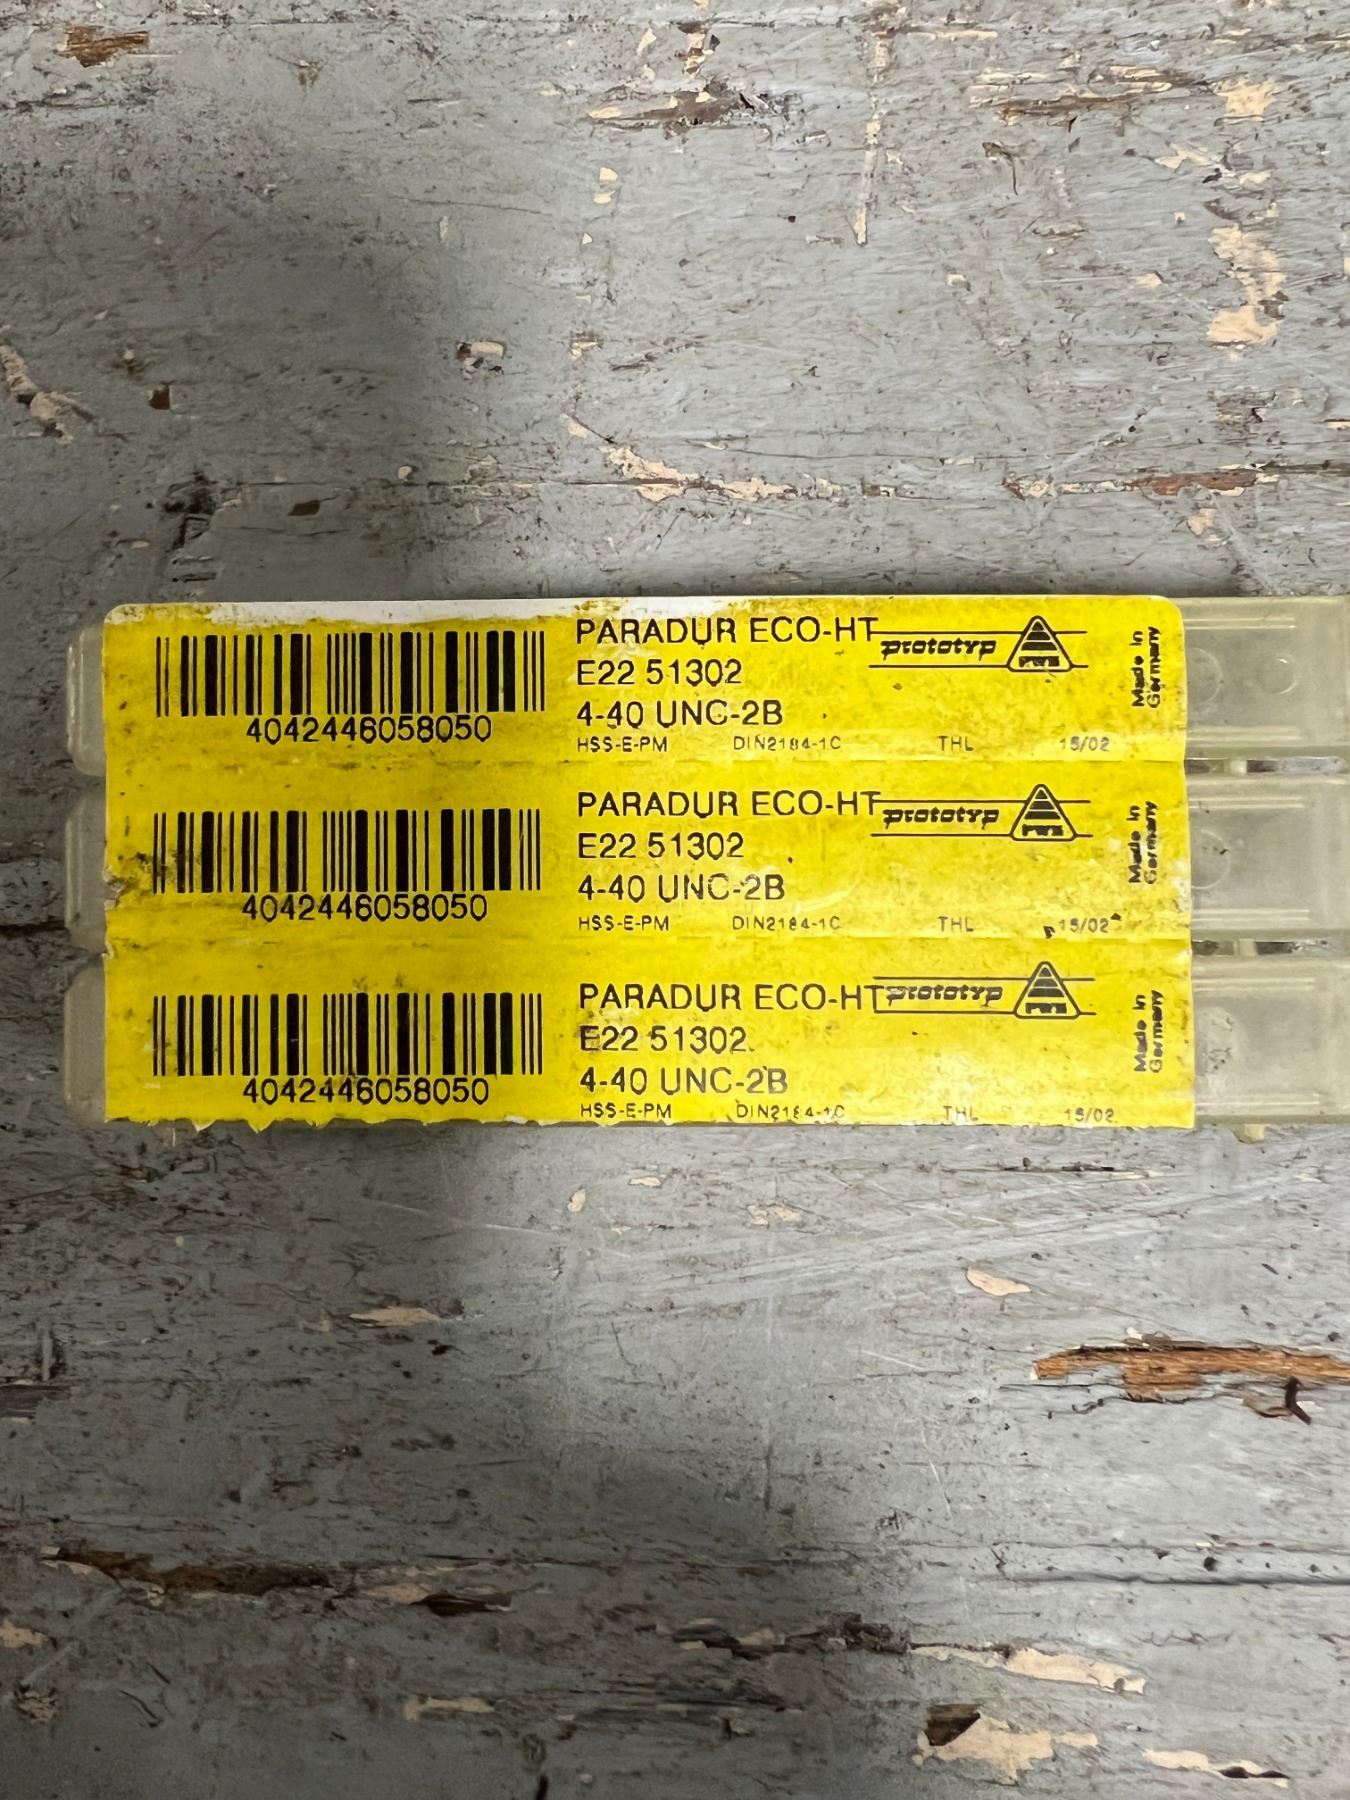 PARADUR ECO-HT prototyp
E22 51302
4-40 UNC-2B
HSS-E-PM DIN2184-1C THL 15/02
4042446058050
Made in
Germany
PARADUR ECO-HT prototyp
E22 51302
4-40 UNC-2B
HSS-E-PM DIN2184-1C THL 15/02
4042446058050
Made in
Germany
PARADUR ECO-HT prototyp
E22 51302
4-40 UNC-2B
HSS-E-PM DIN2184-1C THL 15/02
4042446058050
Made in
Germany